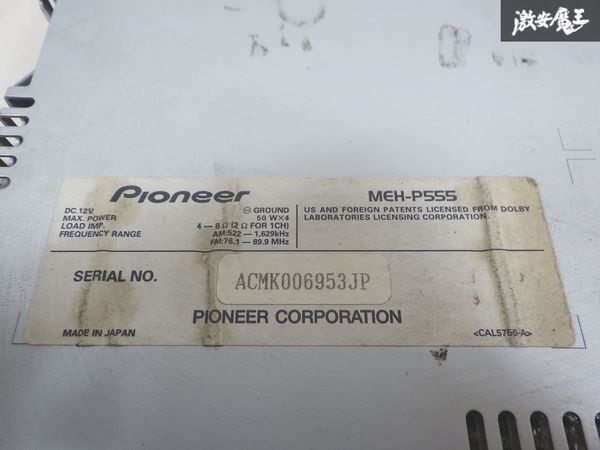 激安魔王
Pioneer
MEH-P555
DC.12V ⊖ GROUND
MAX. POWER 50 W×4
LOAD IMP. 4 – 8 Ω (2 Ω FOR 1CH)
FREQUENCY RANGE AM:522 – 1,629kHz
FM:76.1 – 89.9 MHz
US AND FOREIGN PATENTS LICENSED FROM DOLBY
LABORATORIES LICENSING CORPORATION.
SERIAL NO. ACMK006953JP
PIONEER CORPORATION
MADE IN JAPAN
<CAL5756-A>